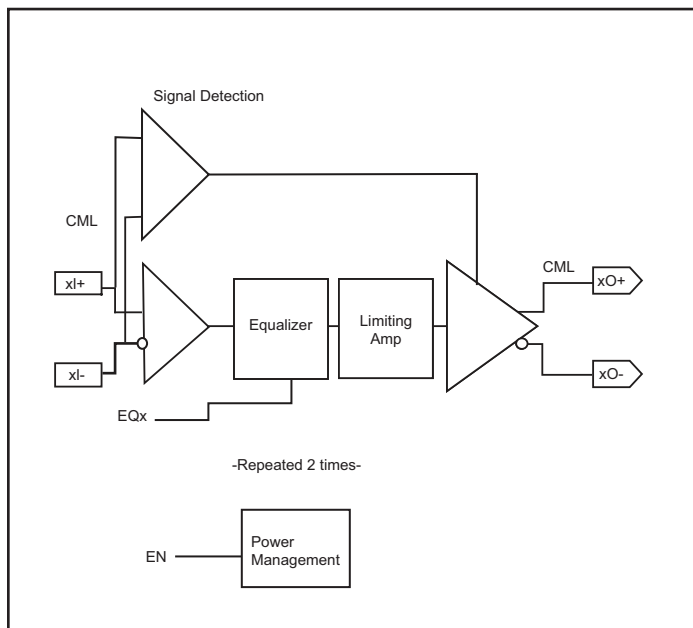 Signal Detection
CML
xI+
xI-
Equalizer
Limiting
Amp
CML
xO+
xO-
EQx
-Repeated 2 times-
EN
Power
Management